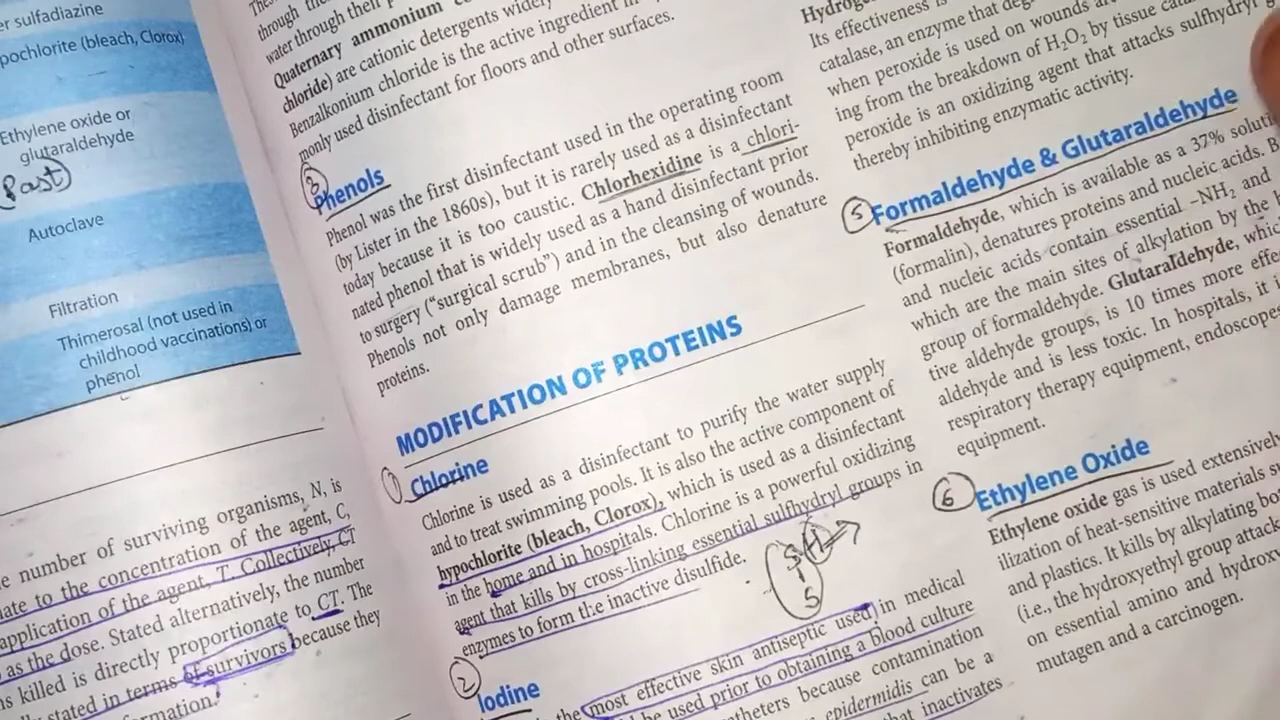 er sulfadiazine
pochlorite (bleach, Clorox)
Ethylene oxide or
glutaraldehyde
(Past)
Autoclave
Filtration
Thimerosal (not used in
childhood vaccinations) or
phenol
e number of surviving organisms, N, is
ate to the concentration of the agent, C,
application of the agent, T. Collectively, CT
as the dose. Stated alternatively, the number
s killed is directly proportionate to CT. The
stated in terms of survivors because they
ormation.
through the
water through their
Quaternary ammonium
chloride) are cationic detergents widely
Benzalkonium chloride is the active ingredient in
monly used disinfectant for floors and other surfaces.
Phenols
Phenol was the first disinfectant used in the operating room
(by Lister in the 1860s), but it is rarely used as a disinfectant
today because it is too caustic. Chlorhexidine is a chlori-
nated phenol that is widely used as a hand disinfectant prior
to surgery (“surgical scrub”) and in the cleansing of wounds.
Phenols not only damage membranes, but also denature
proteins.
MODIFICATION OF PROTEINS
1 Chlorine
Chlorine is used as a disinfectant to purify the water supply
and to treat swimming pools. It is also the active component of
hypochlorite (bleach, Clorox), which is used as a disinfectant
in the home and in hospitals. Chlorine is a powerful oxidizing
agent that kills by cross-linking essential sulfhydryl groups in
enzymes to form the inactive disulfide.
SH
S
2 Iodine
the most effective skin antiseptic used in medical
be used prior to obtaining a blood culture
theters because contamination
epidermidis can be a
that inactivates
Its effectiveness
catalase, an enzyme that
when peroxide is used on wounds
ing from the breakdown of H₂O₂ by tissue
peroxide is an oxidizing agent that attacks sulfhydryl
thereby inhibiting enzymatic activity.
5 Formaldehyde & Glutaraldehyde
Formaldehyde, which is available as a 37% soluti
(formalin), denatures proteins and nucleic acids. B
and nucleic acids contain essential –NH₂ and
which are the main sites of alkylation by the
group of formaldehyde. Glutaraldehyde, whic
tive aldehyde groups, is 10 times more effe
aldehyde and is less toxic. In hospitals, it i
respiratory therapy equipment, endoscopes
equipment.
6 Ethylene Oxide
Ethylene oxide gas is used extensivel
ilization of heat-sensitive materials s
and plastics. It kills by alkylating bo
(i.e., the hydroxyethyl group attac
on essential amino and hydrox
mutagen and a carcinogen.